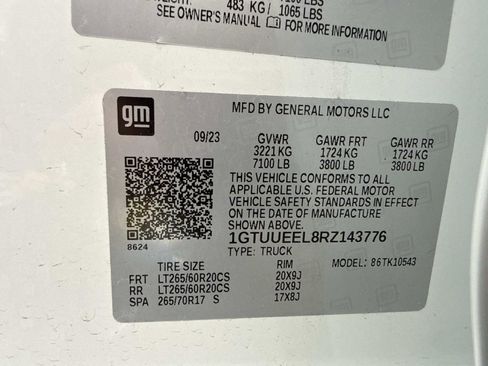 483 KG/ 1065 LBS
SEE OWNER'S MANUAL FOR MORE INFORMATION
gm
MFD BY GENERAL MOTORS LLC
09/23 GVWR GAWR FRT GAWR RR
3221 KG 1724 KG 1724 KG
7100 LB 3800 LB 3800 LB
THIS VEHICLE CONFORMS TO ALL
APPLICABLE U.S. FEDERAL MOTOR
VEHICLE SAFETY STANDARDS IN EFFECT
ON THE DATE OF MANUFACTURE
SHOWN ABOVE.
1GTUUEEL8RZ143776
8624
TYPE: TRUCK MODEL: 86TK10543
TIRE SIZE RIM
FRT LT265/60R20CS 20X9J
RR LT265/60R20CS 20X9J
SPA 265/70R17 S 17X8J